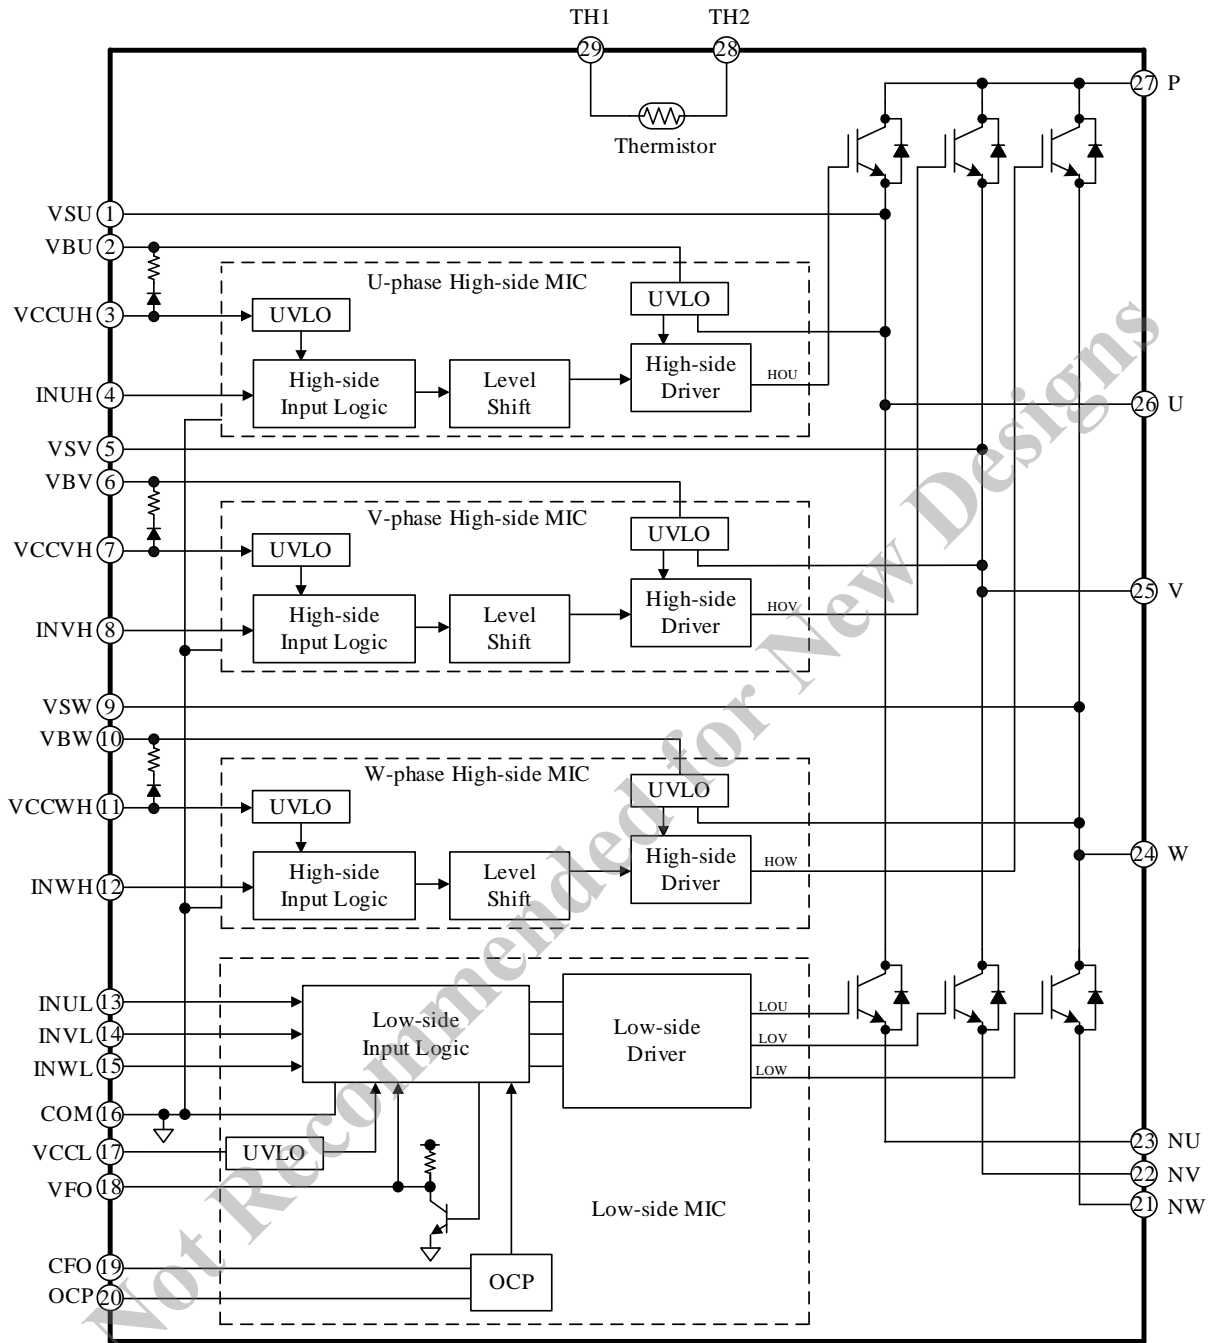 TH1
TH2
29
28
Thermistor
27 P
VSU 1
VBU 2
U-phase High-side MIC
VCCUH 3
UVLO
UVLO
INUH 4
High-side
Input Logic
Level
Shift
High-side
Driver
HOU
26 U
VSV 5
VBV 6
V-phase High-side MIC
VCCVH 7
UVLO
UVLO
INVH 8
High-side
Input Logic
Level
Shift
High-side
Driver
HOV
25 V
VSW 9
VBW 10
W-phase High-side MIC
VCCWH 11
UVLO
UVLO
INWH 12
High-side
Input Logic
Level
Shift
High-side
Driver
HOW
24 W
INUL 13
INVL 14
INWL 15
Low-side
Input Logic
Low-side
Driver
LOU
LOV
LOW
COM 16
VCCL 17
UVLO
VFO 18
Low-side MIC
23 NU
22 NV
21 NW
CFO 19
OCP 20
OCP
Not Recommended for New Designs